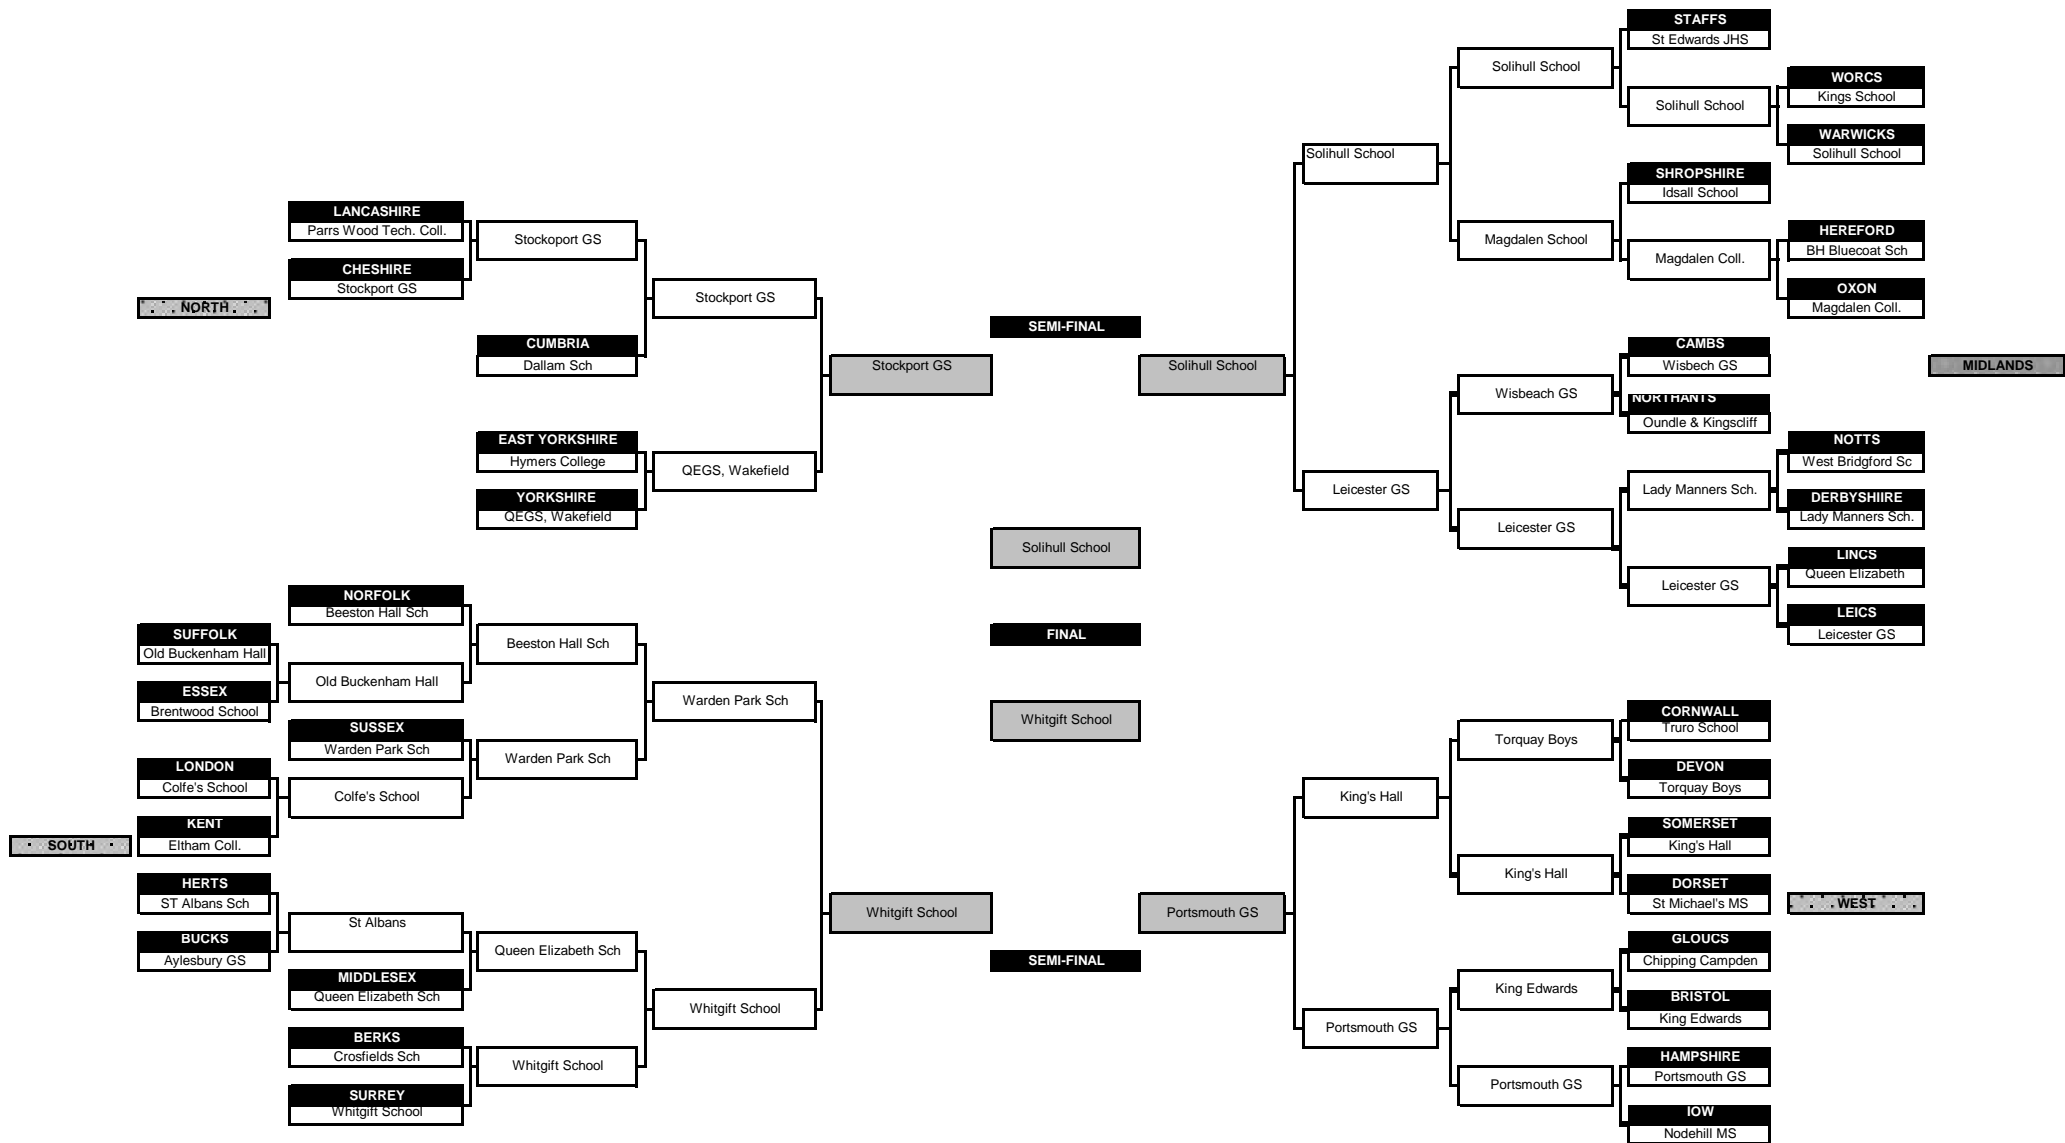 STAFFS
St Edwards JHS
Solihull School
WORCS
Kings School
Solihull School
WARWICKS
Solihull School
Solihull School
SHROPSHIRE
Idsall School
Magdalen School
HEREFORD
BH Bluecoat Sch
Magdalen Coll.
OXON
Magdalen Coll.
LANCASHIRE
Parrs Wood Tech. Coll.
Stockoport GS
CHESHIRE
Stockport GS
NORTH
Stockport GS
CUMBRIA
Dallam Sch
SEMI-FINAL
Stockport GS
Solihull School
EAST YORKSHIRE
Hymers College
QEGS, Wakefield
YORKSHIRE
QEGS, Wakefield
CAMBS
Wisbech GS
MIDLANDS
Wisbeach GS
NORTHANTS
Oundle & Kingscliff
NOTTS
West Bridgford Sc
Leicester GS
Lady Manners Sch.
DERBYSHIIRE
Lady Manners Sch.
Leicester GS
LINCS
Queen Elizabeth
Leicester GS
LEICS
Leicester GS
Solihull School
FINAL
Whitgift School
NORFOLK
Beeston Hall Sch
SUFFOLK
Old Buckenham Hall
Beeston Hall Sch
Old Buckenham Hall
ESSEX
Brentwood School
Warden Park Sch
SUSSEX
Warden Park Sch
Warden Park Sch
LONDON
Colfe's School
Colfe's School
KENT
Eltham Coll.
SOUTH
HERTS
ST Albans Sch
St Albans
BUCKS
Aylesbury GS
Queen Elizabeth Sch
MIDDLESEX
Queen Elizabeth Sch
Whitgift School
BERKS
Crosfields Sch
Whitgift School
SURREY
Whitgift School
Whitgift School
Portsmouth GS
SEMI-FINAL
CORNWALL
Truro School
Torquay Boys
DEVON
Torquay Boys
King's Hall
SOMERSET
King's Hall
King's Hall
DORSET
St Michael's MS
WEST
GLOUCS
Chipping Campden
King Edwards
BRISTOL
King Edwards
Portsmouth GS
HAMPSHIRE
Portsmouth GS
Portsmouth GS
IOW
Nodehill MS